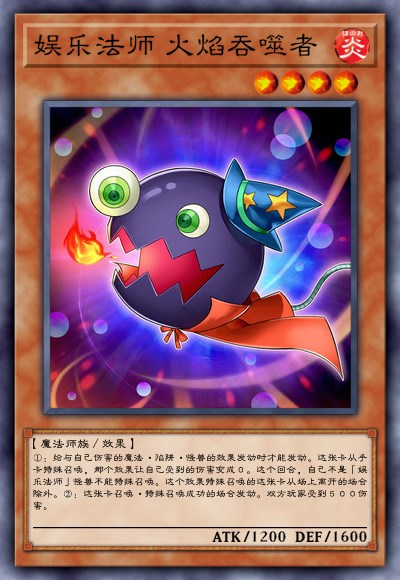 娱乐法师 火焰吞噬者
ほのお
炎
【魔法师族／效果】
①：给与自己伤害的魔法・陷阱・怪兽的效果发动时才能发动。这张卡从手
卡特殊召唤，那个效果让自己受到的伤害变成０。这个回合，自己不是「娱
乐法师」怪兽不能特殊召唤。这个效果特殊召唤的这张卡从场上离开的场合
除外。②：这张卡召唤・特殊召唤成功的场合发动。双方玩家受到５００伤
害。
ATK/1200 DEF/1600